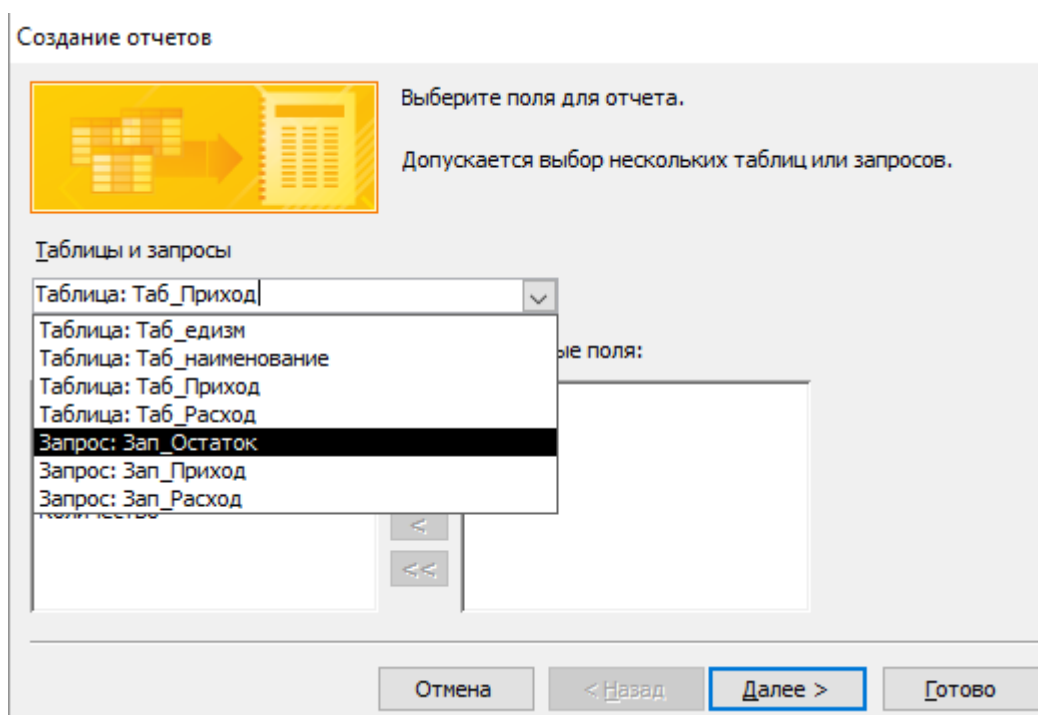 Создание отчетов
Выберите поля для отчета.
Допускается выбор нескольких таблиц или запросов.
Таблицы и запросы
Таблица: Таб_Приход
Таблица: Таб_едизм
Таблица: Таб_наименование
ые поля:
Таблица: Таб_Приход
Таблица: Таб_Расход
Запрос: Зап_Остаток
Запрос: Зап_Приход
Запрос: Зап_Расход
<
<<
Отмена
< Назад
Далее >
Готово